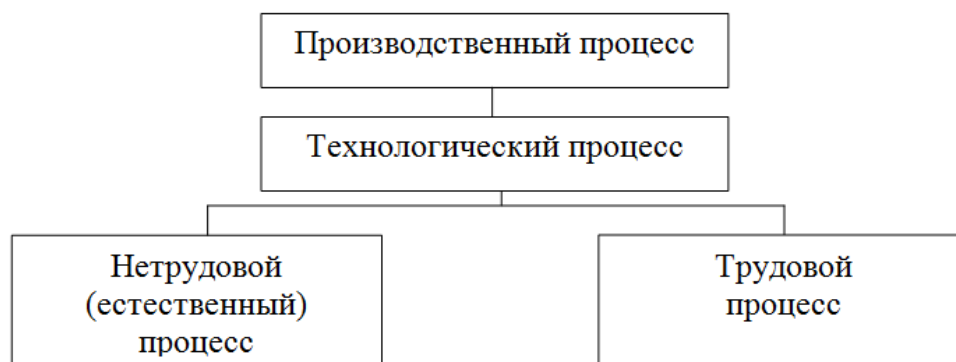 Производственный процесс
Технологический процесс
Нетрудовой
(естественный)
процесс
Трудовой
процесс